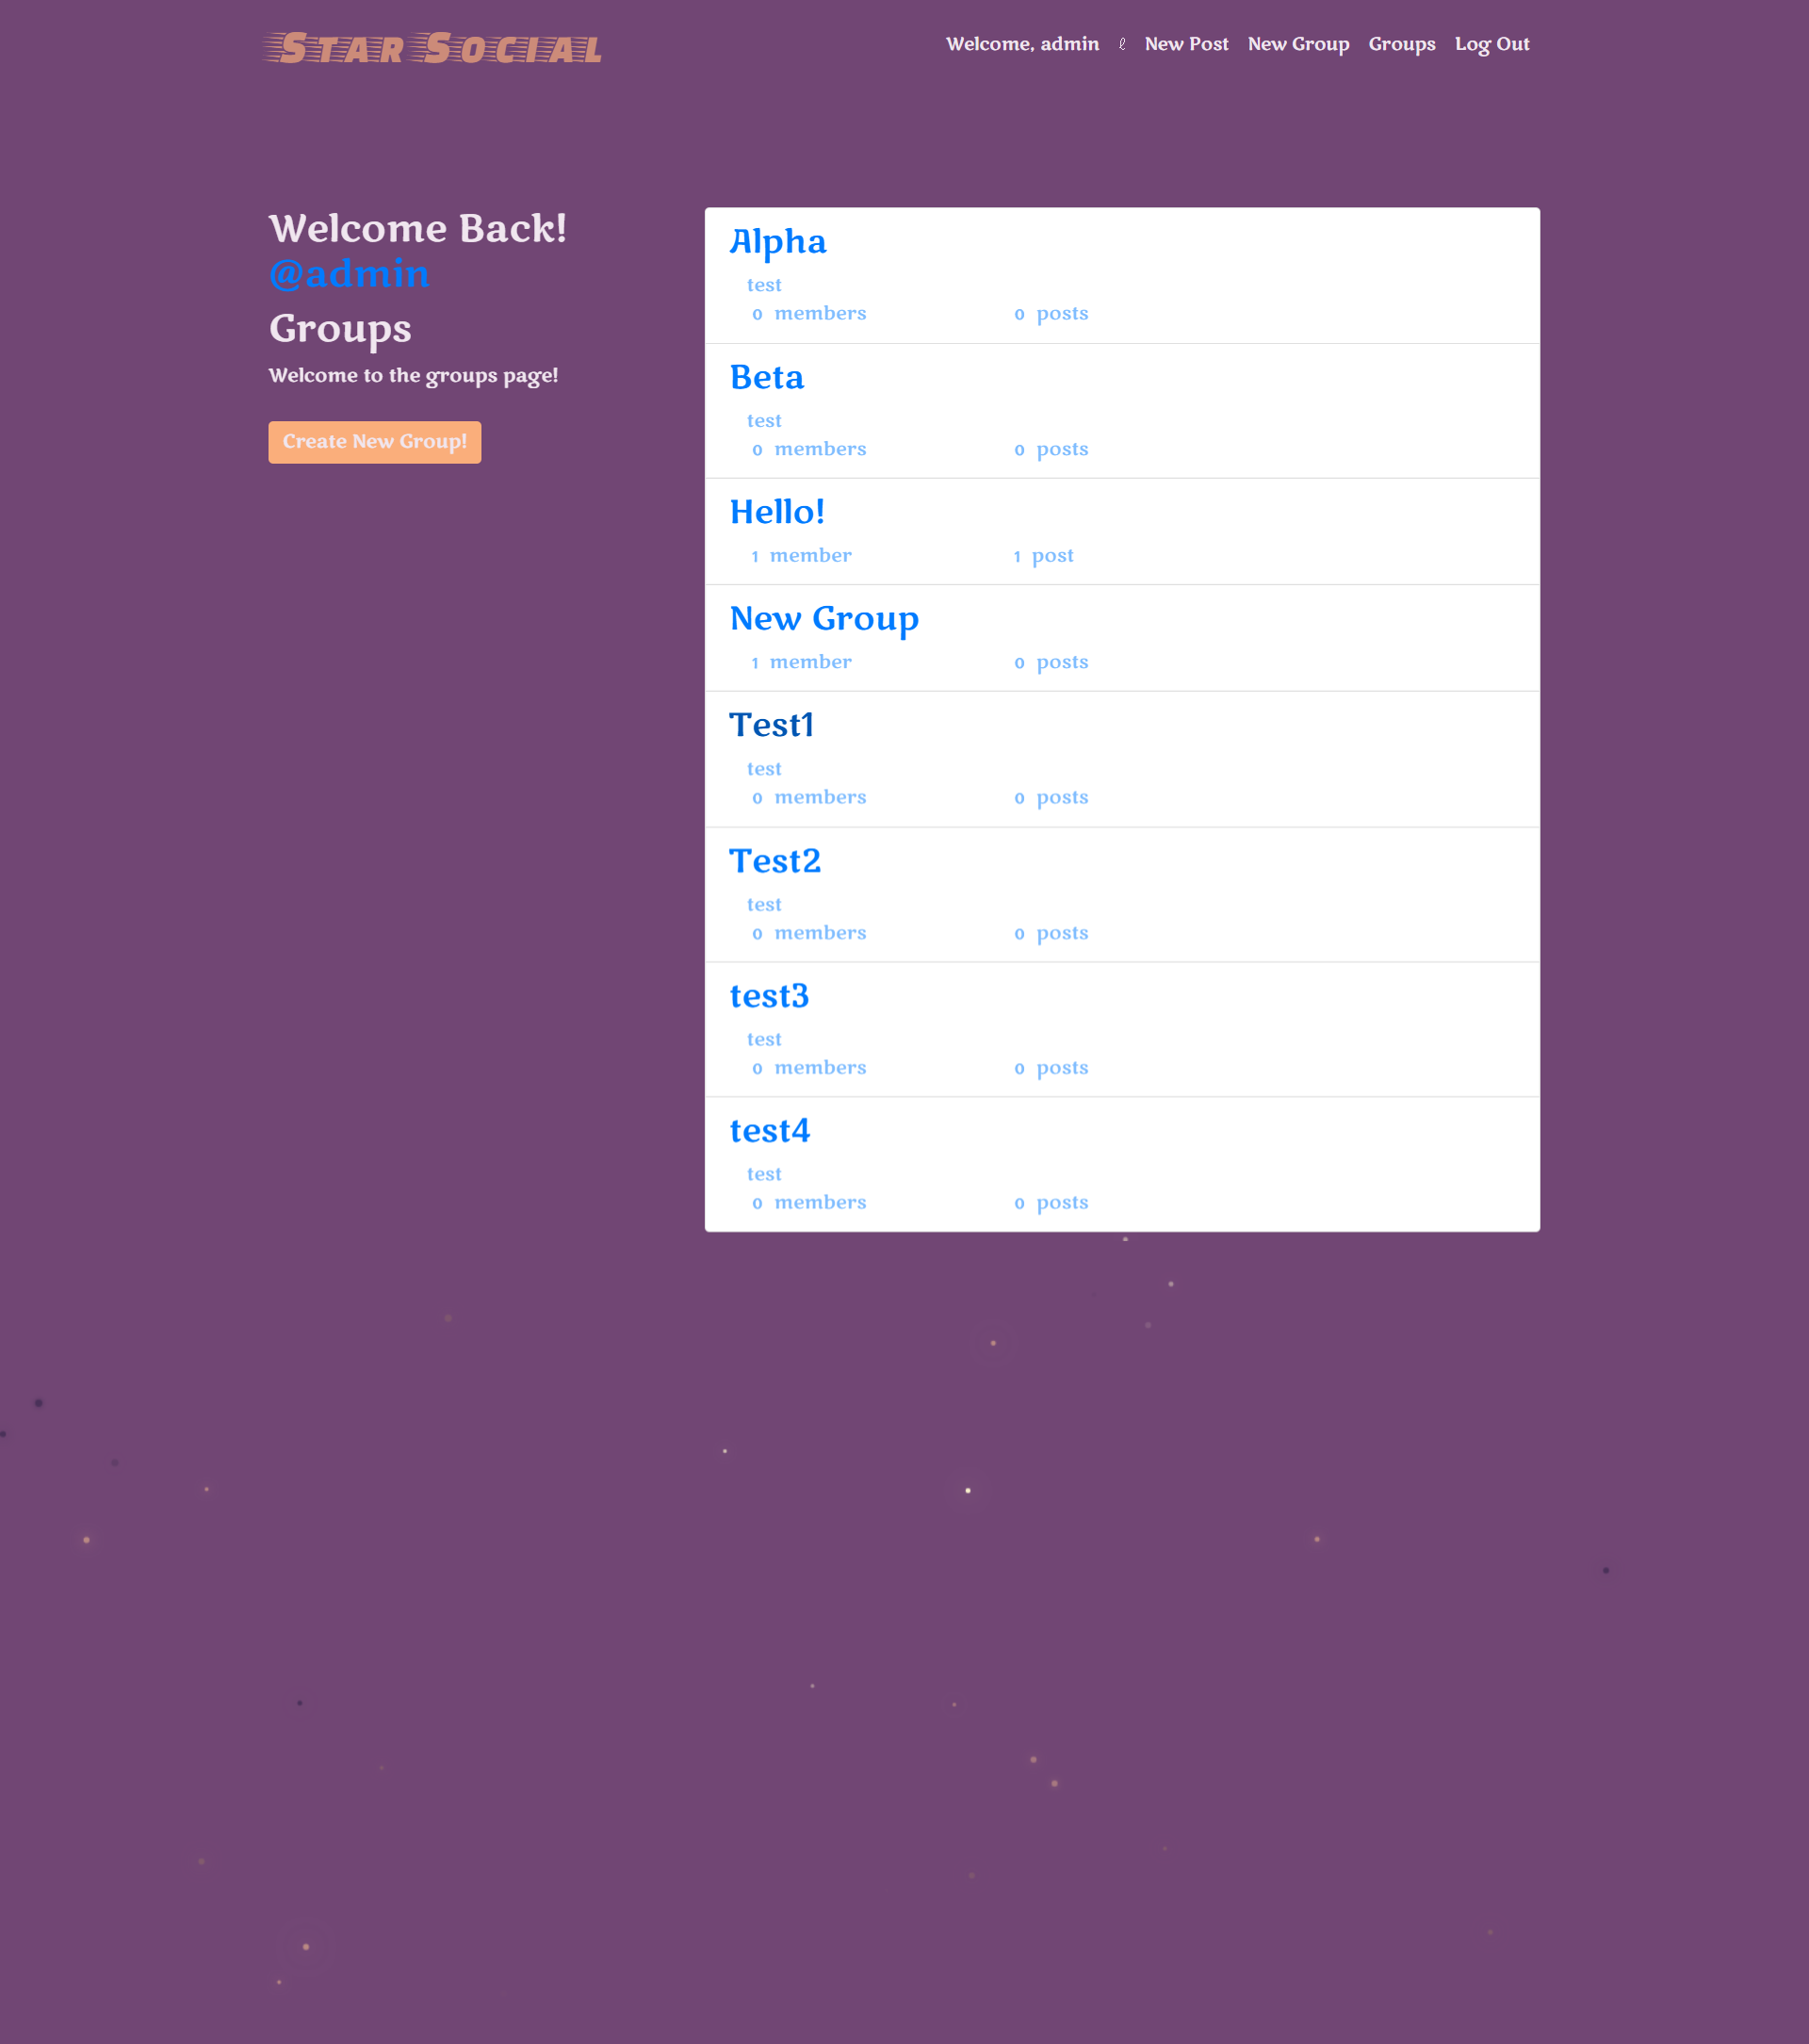 Star Social
Welcome, admin ℓ New Post New Group Groups Log Out
Welcome Back!
@admin
Groups
Welcome to the groups page!
Create New Group!
Alpha
test
0 members 0 posts
Beta
test
0 members 0 posts
Hello!
1 member 1 post
New Group
1 member 0 posts
Test1
test
0 members 0 posts
Test2
test
0 members 0 posts
test3
test
0 members 0 posts
test4
test
0 members 0 posts